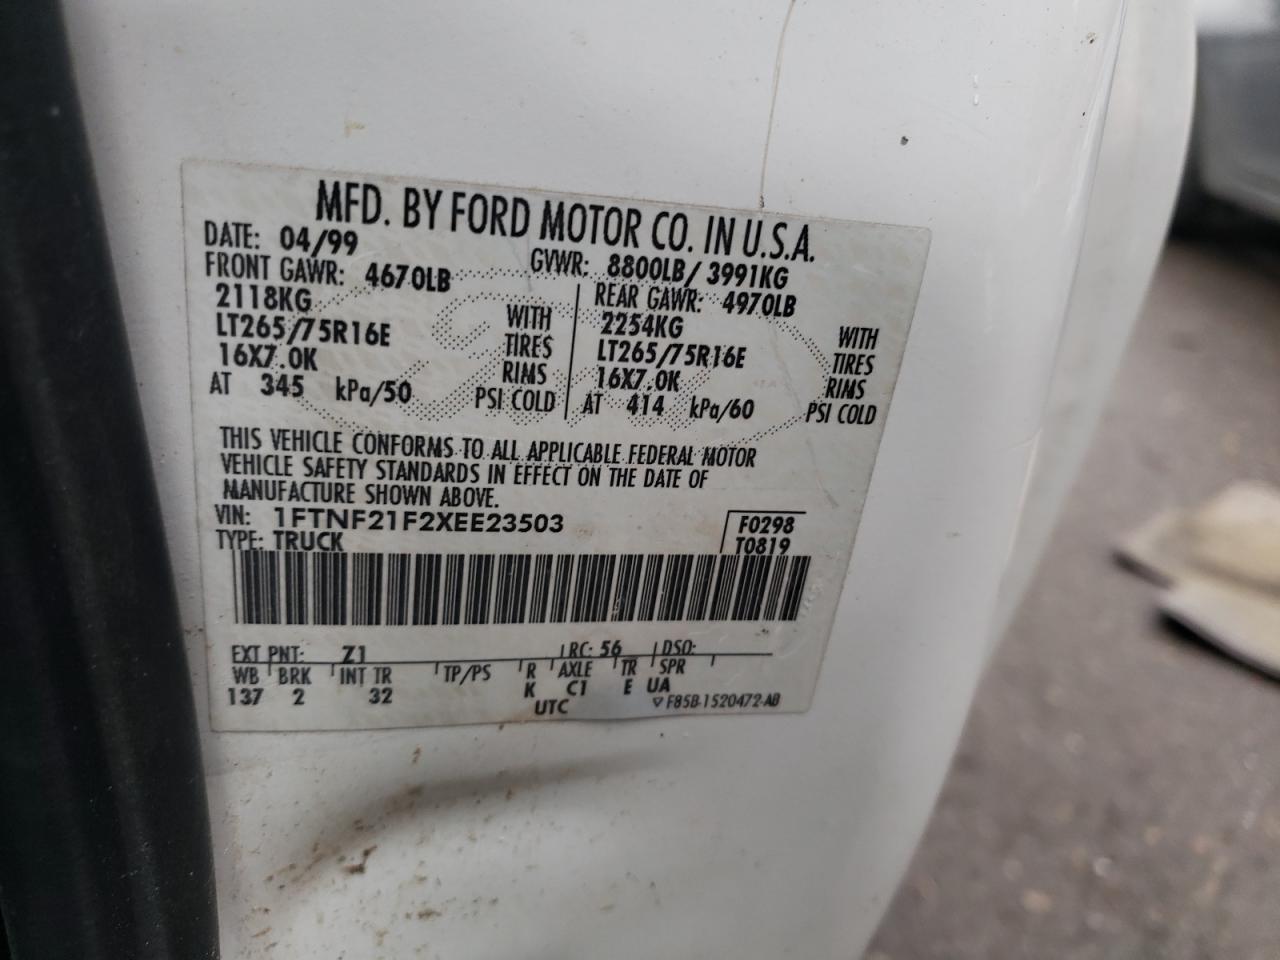 MFD. BY FORD MOTOR CO. IN U.S.A.
DATE: 04/99 GVWR: 8800LB/ 3991KG
FRONT GAWR: 4670LB REAR GAWR: 4970LB
2118KG WITH 2254KG WITH
LT265/75R16E TIRES LT265/75R16E TIRES
16X7.0K RIMS 16X7.0K RIMS
AT 345 kPa/50 PSI COLD AT 414 kPa/60 PSI COLD
THIS VEHICLE CONFORMS TO ALL APPLICABLE FEDERAL MOTOR
VEHICLE SAFETY STANDARDS IN EFFECT ON THE DATE OF
MANUFACTURE SHOWN ABOVE.
VIN: 1FTNF21F2XEE23503 F0298
TYPE: TRUCK T0819
EXT PNT: Z1 RC: 56 DSO:
WB BRK INT TR TP/PS R AXLE TR SPR
137 2 32 K C1 E UA
UTC ▽ F85B-1520472-AB